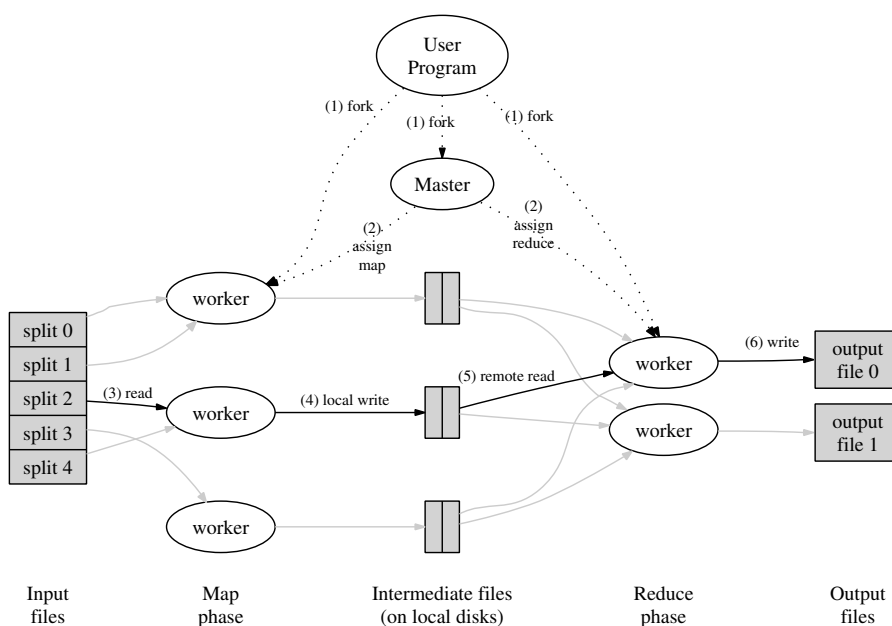 User
Program
(1) fork
(1) fork
(1) fork
Master
(2)
assign
map
(2)
assign
reduce
worker
split 0
split 1
split 2
split 3
split 4
(3) read
worker
(4) local write
(5) remote read
worker
(6) write
output
file 0
worker
output
file 1
worker
Input
files
Map
phase
Intermediate files
(on local disks)
Reduce
phase
Output
files